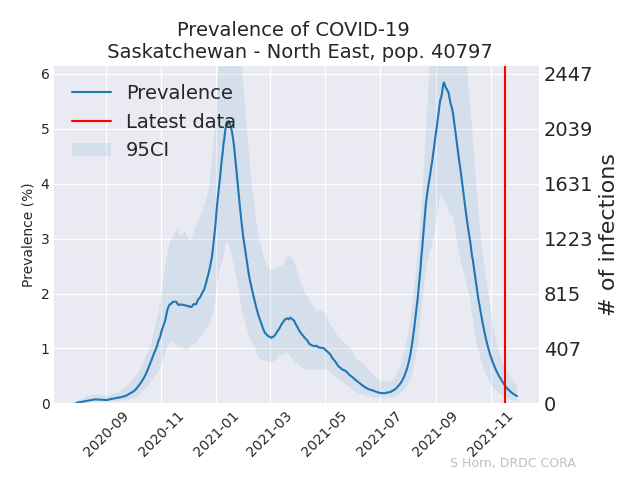 Prevalence of COVID-19
Saskatchewan - North East, pop. 40797
Prevalence
Latest data
95CI
Prevalence (%)
6
5
4
3
2
1
0
2447
2039
1631
1223
815
407
0
# of infections
2020-09
2020-11
2021-01
2021-03
2021-05
2021-07
2021-09
2021-11
S Horn, DRDC CORA